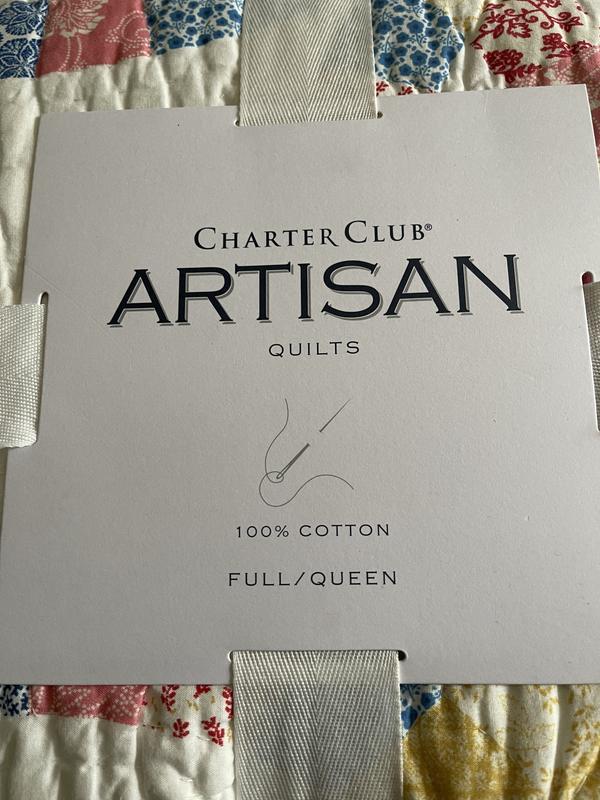 CHARTER CLUB®
ARTISAN
QUILTS
100% COTTON
FULL/QUEEN